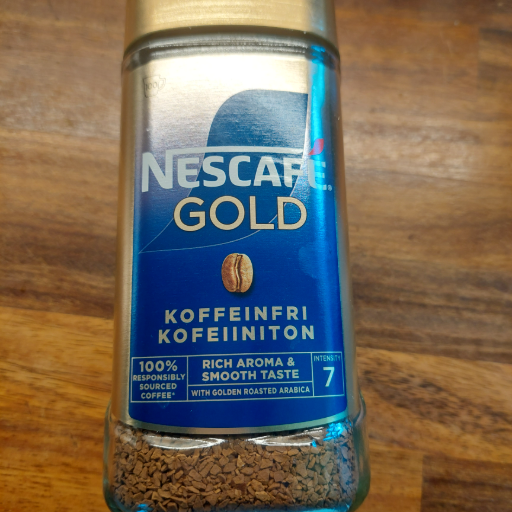 NESCAFÉ®
GOLD
KOFFEINFRI
KOFEIINITON
100%
RESPONSIBLY
SOURCED
COFFEE*
RICH AROMA &
SMOOTH TASTE
WITH GOLDEN ROASTED ARABICA
INTENSITY
7